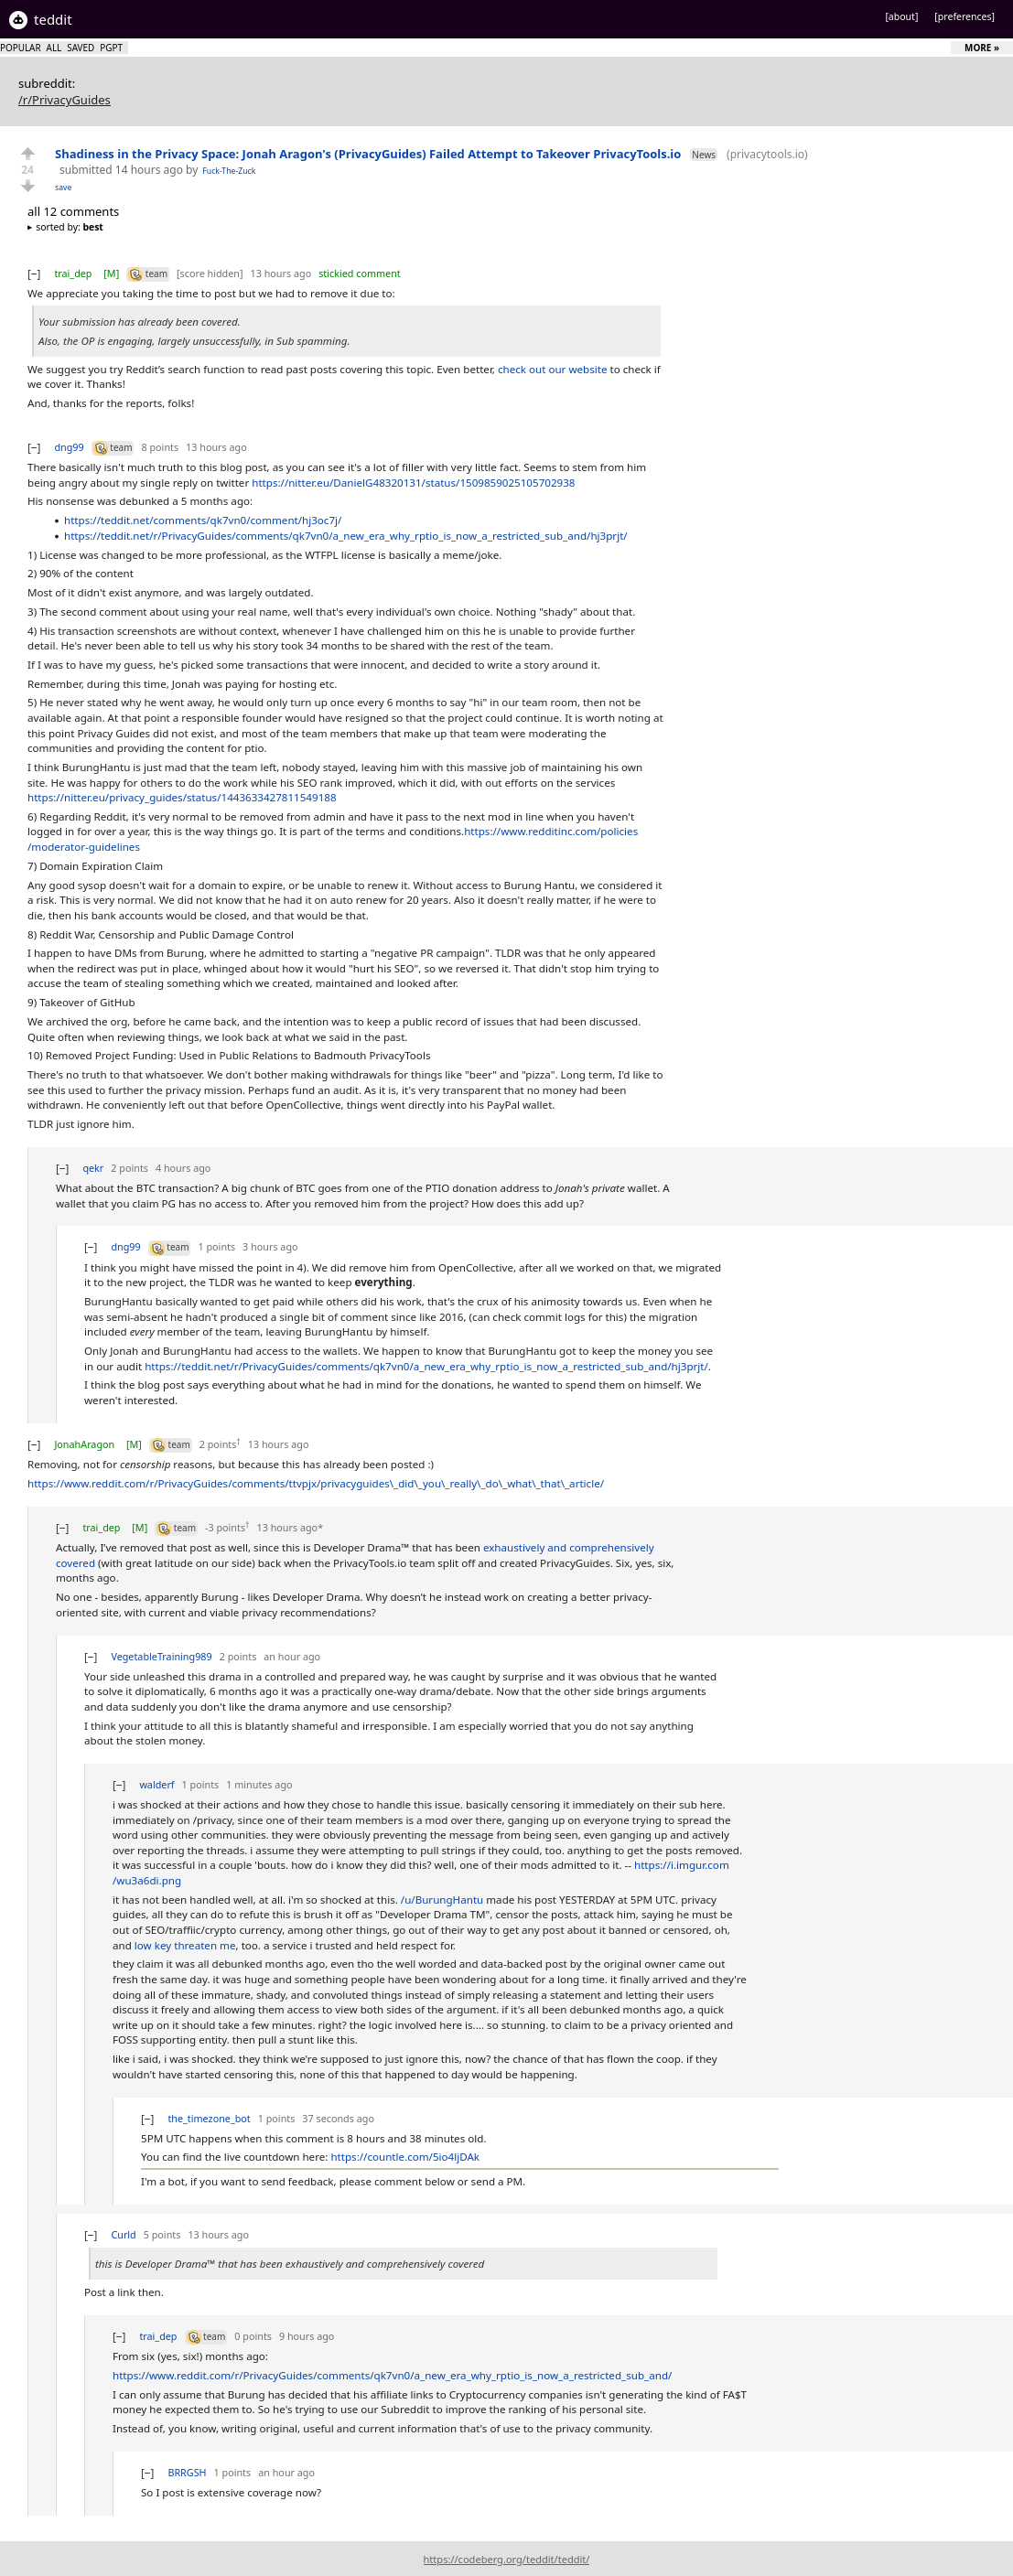 teddit
[about] [preferences]
POPULAR ALL SAVED PGPT
MORE »
subreddit:
/r/PrivacyGuides
Shadiness in the Privacy Space: Jonah Aragon's (PrivacyGuides) Failed Attempt to Takeover PrivacyTools.io News (privacytools.io)
24 submitted 14 hours ago by Fuck-The-Zuck
save
all 12 comments
▸ sorted by: best
[–] trai_dep [M] team [score hidden] 13 hours ago stickied comment
We appreciate you taking the time to post but we had to remove it due to:
Your submission has already been covered.
Also, the OP is engaging, largely unsuccessfully, in Sub spamming.
We suggest you try Reddit's search function to read past posts covering this topic. Even better, check out our website to check if
we cover it. Thanks!
And, thanks for the reports, folks!
[–] dng99 team 8 points 13 hours ago
There basically isn't much truth to this blog post, as you can see it's a lot of filler with very little fact. Seems to stem from him
being angry about my single reply on twitter https://nitter.eu/DanielG48320131/status/1509859025105702938
His nonsense was debunked a 5 months ago:
• https://teddit.net/comments/qk7vn0/comment/hj3oc7j/
• https://teddit.net/r/PrivacyGuides/comments/qk7vn0/a_new_era_why_rptio_is_now_a_restricted_sub_and/hj3prjt/
1) License was changed to be more professional, as the WTFPL license is basically a meme/joke.
2) 90% of the content
Most of it didn't exist anymore, and was largely outdated.
3) The second comment about using your real name, well that's every individual's own choice. Nothing "shady" about that.
4) His transaction screenshots are without context, whenever I have challenged him on this he is unable to provide further
detail. He's never been able to tell us why his story took 34 months to be shared with the rest of the team.
If I was to have my guess, he's picked some transactions that were innocent, and decided to write a story around it.
Remember, during this time, Jonah was paying for hosting etc.
5) He never stated why he went away, he would only turn up once every 6 months to say "hi" in our team room, then not be
available again. At that point a responsible founder would have resigned so that the project could continue. It is worth noting at
this point Privacy Guides did not exist, and most of the team members that make up that team were moderating the
communities and providing the content for ptio.
I think BurungHantu is just mad that the team left, nobody stayed, leaving him with this massive job of maintaining his own
site. He was happy for others to do the work while his SEO rank improved, which it did, with out efforts on the services
https://nitter.eu/privacy_guides/status/1443633427811549188
6) Regarding Reddit, it's very normal to be removed from admin and have it pass to the next mod in line when you haven't
logged in for over a year, this is the way things go. It is part of the terms and conditions.https://www.redditinc.com/policies
/moderator-guidelines
7) Domain Expiration Claim
Any good sysop doesn't wait for a domain to expire, or be unable to renew it. Without access to Burung Hantu, we considered it
a risk. This is very normal. We did not know that he had it on auto renew for 20 years. Also it doesn't really matter, if he were to
die, then his bank accounts would be closed, and that would be that.
8) Reddit War, Censorship and Public Damage Control
I happen to have DMs from Burung, where he admitted to starting a "negative PR campaign". TLDR was that he only appeared
when the redirect was put in place, whinged about how it would "hurt his SEO", so we reversed it. That didn't stop him trying to
accuse the team of stealing something which we created, maintained and looked after.
9) Takeover of GitHub
We archived the org, before he came back, and the intention was to keep a public record of issues that had been discussed.
Quite often when reviewing things, we look back at what we said in the past.
10) Removed Project Funding: Used in Public Relations to Badmouth PrivacyTools
There's no truth to that whatsoever. We don't bother making withdrawals for things like "beer" and "pizza". Long term, I'd like to
see this used to further the privacy mission. Perhaps fund an audit. As it is, it's very transparent that no money had been
withdrawn. He conveniently left out that before OpenCollective, things went directly into his PayPal wallet.
TLDR just ignore him.
[–] qekr 2 points 4 hours ago
What about the BTC transaction? A big chunk of BTC goes from one of the PTIO donation address to Jonah's private wallet. A
wallet that you claim PG has no access to. After you removed him from the project? How does this add up?
[–] dng99 team 1 points 3 hours ago
I think you might have missed the point in 4). We did remove him from OpenCollective, after all we worked on that, we migrated
it to the new project, the TLDR was he wanted to keep everything.
BurungHantu basically wanted to get paid while others did his work, that's the crux of his animosity towards us. Even when he
was semi-absent he hadn't produced a single bit of comment since like 2016, (can check commit logs for this) the migration
included every member of the team, leaving BurungHantu by himself.
Only Jonah and BurungHantu had access to the wallets. We happen to know that BurungHantu got to keep the money you see
in our audit https://teddit.net/r/PrivacyGuides/comments/qk7vn0/a_new_era_why_rptio_is_now_a_restricted_sub_and/hj3prjt/.
I think the blog post says everything about what he had in mind for the donations, he wanted to spend them on himself. We
weren't interested.
[–] JonahAragon [M] team 2 points† 13 hours ago
Removing, not for censorship reasons, but because this has already been posted :)
https://www.reddit.com/r/PrivacyGuides/comments/ttvpjx/privacyguides\_did\_you\_really\_do\_what\_that\_article/
[–] trai_dep [M] team -3 points† 13 hours ago*
Actually, I've removed that post as well, since this is Developer Drama™ that has been exhaustively and comprehensively
covered (with great latitude on our side) back when the PrivacyTools.io team split off and created PrivacyGuides. Six, yes, six,
months ago.
No one - besides, apparently Burung - likes Developer Drama. Why doesn't he instead work on creating a better privacy-
oriented site, with current and viable privacy recommendations?
[–] VegetableTraining989 2 points an hour ago
Your side unleashed this drama in a controlled and prepared way, he was caught by surprise and it was obvious that he wanted
to solve it diplomatically, 6 months ago it was a practically one-way drama/debate. Now that the other side brings arguments
and data suddenly you don't like the drama anymore and use censorship?
I think your attitude to all this is blatantly shameful and irresponsible. I am especially worried that you do not say anything
about the stolen money.
[–] walderf 1 points 1 minutes ago
i was shocked at their actions and how they chose to handle this issue. basically censoring it immediately on their sub here.
immediately on /privacy, since one of their team members is a mod over there, ganging up on everyone trying to spread the
word using other communities. they were obviously preventing the message from being seen, even ganging up and actively
over reporting the threads. i assume they were attempting to pull strings if they could, too. anything to get the posts removed.
it was successful in a couple 'bouts. how do i know they did this? well, one of their mods admitted to it. -- https://i.imgur.com
/wu3a6di.png
it has not been handled well, at all. i'm so shocked at this. /u/BurungHantu made his post YESTERDAY at 5PM UTC. privacy
guides, all they can do to refute this is brush it off as "Developer Drama TM", censor the posts, attack him, saying he must be
out of SEO/traffiic/crypto currency, among other things, go out of their way to get any post about it banned or censored, oh,
and low key threaten me, too. a service i trusted and held respect for.
they claim it was all debunked months ago, even tho the well worded and data-backed post by the original owner came out
fresh the same day. it was huge and something people have been wondering about for a long time. it finally arrived and they're
doing all of these immature, shady, and convoluted things instead of simply releasing a statement and letting their users
discuss it freely and allowing them access to view both sides of the argument. if it's all been debunked months ago, a quick
write up on it should take a few minutes. right? the logic involved here is.... so stunning. to claim to be a privacy oriented and
FOSS supporting entity. then pull a stunt like this.
like i said, i was shocked. they think we're supposed to just ignore this, now? the chance of that has flown the coop. if they
wouldn't have started censoring this, none of this that happened to day would be happening.
[–] the_timezone_bot 1 points 37 seconds ago
5PM UTC happens when this comment is 8 hours and 38 minutes old.
You can find the live countdown here: https://countle.com/5io4ljDAk
I'm a bot, if you want to send feedback, please comment below or send a PM.
[–] Curld 5 points 13 hours ago
this is Developer Drama™ that has been exhaustively and comprehensively covered
Post a link then.
[–] trai_dep team 0 points 9 hours ago
From six (yes, six!) months ago:
https://www.reddit.com/r/PrivacyGuides/comments/qk7vn0/a_new_era_why_rptio_is_now_a_restricted_sub_and/
I can only assume that Burung has decided that his affiliate links to Cryptocurrency companies isn't generating the kind of FA$T
money he expected them to. So he's trying to use our Subreddit to improve the ranking of his personal site.
Instead of, you know, writing original, useful and current information that's of use to the privacy community.
[–] BRRGSH 1 points an hour ago
So I post is extensive coverage now?
https://codeberg.org/teddit/teddit/